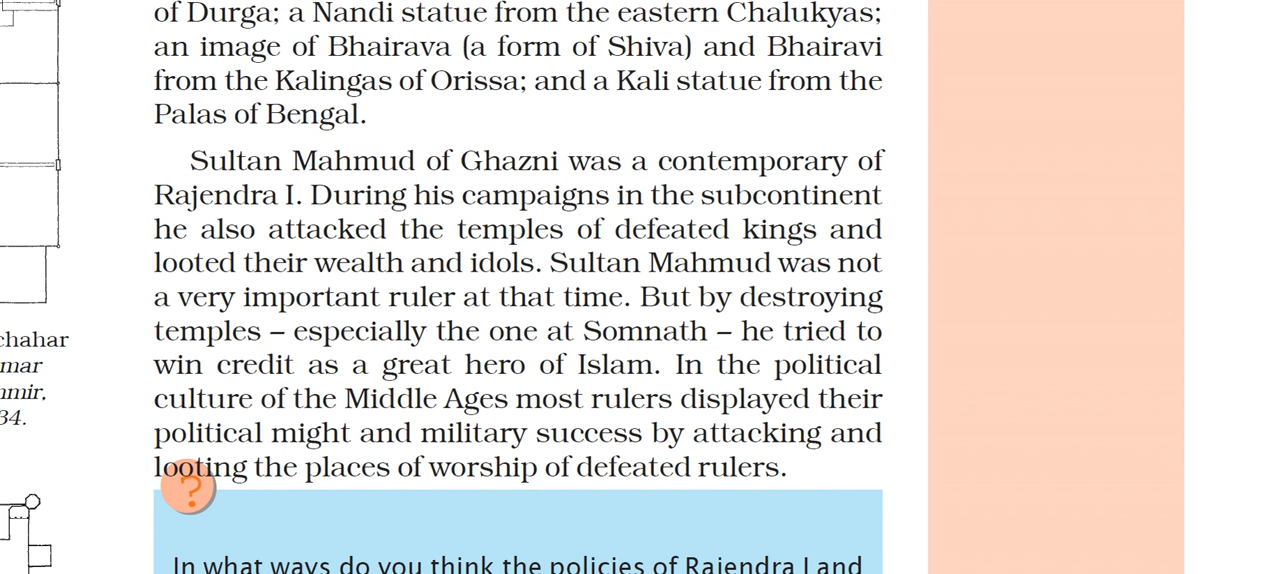 of Durga; a Nandi statue from the eastern Chalukyas;
an image of Bhairava (a form of Shiva) and Bhairavi
from the Kalingas of Orissa; and a Kali statue from the
Palas of Bengal.
Sultan Mahmud of Ghazni was a contemporary of
Rajendra I. During his campaigns in the subcontinent
he also attacked the temples of defeated kings and
looted their wealth and idols. Sultan Mahmud was not
a very important ruler at that time. But by destroying
temples – especially the one at Somnath – he tried to
win credit as a great hero of Islam. In the political
culture of the Middle Ages most rulers displayed their
political might and military success by attacking and
looting the places of worship of defeated rulers.
chahar
mar
34.
?
In what ways do you think the policies of Rajendra I and